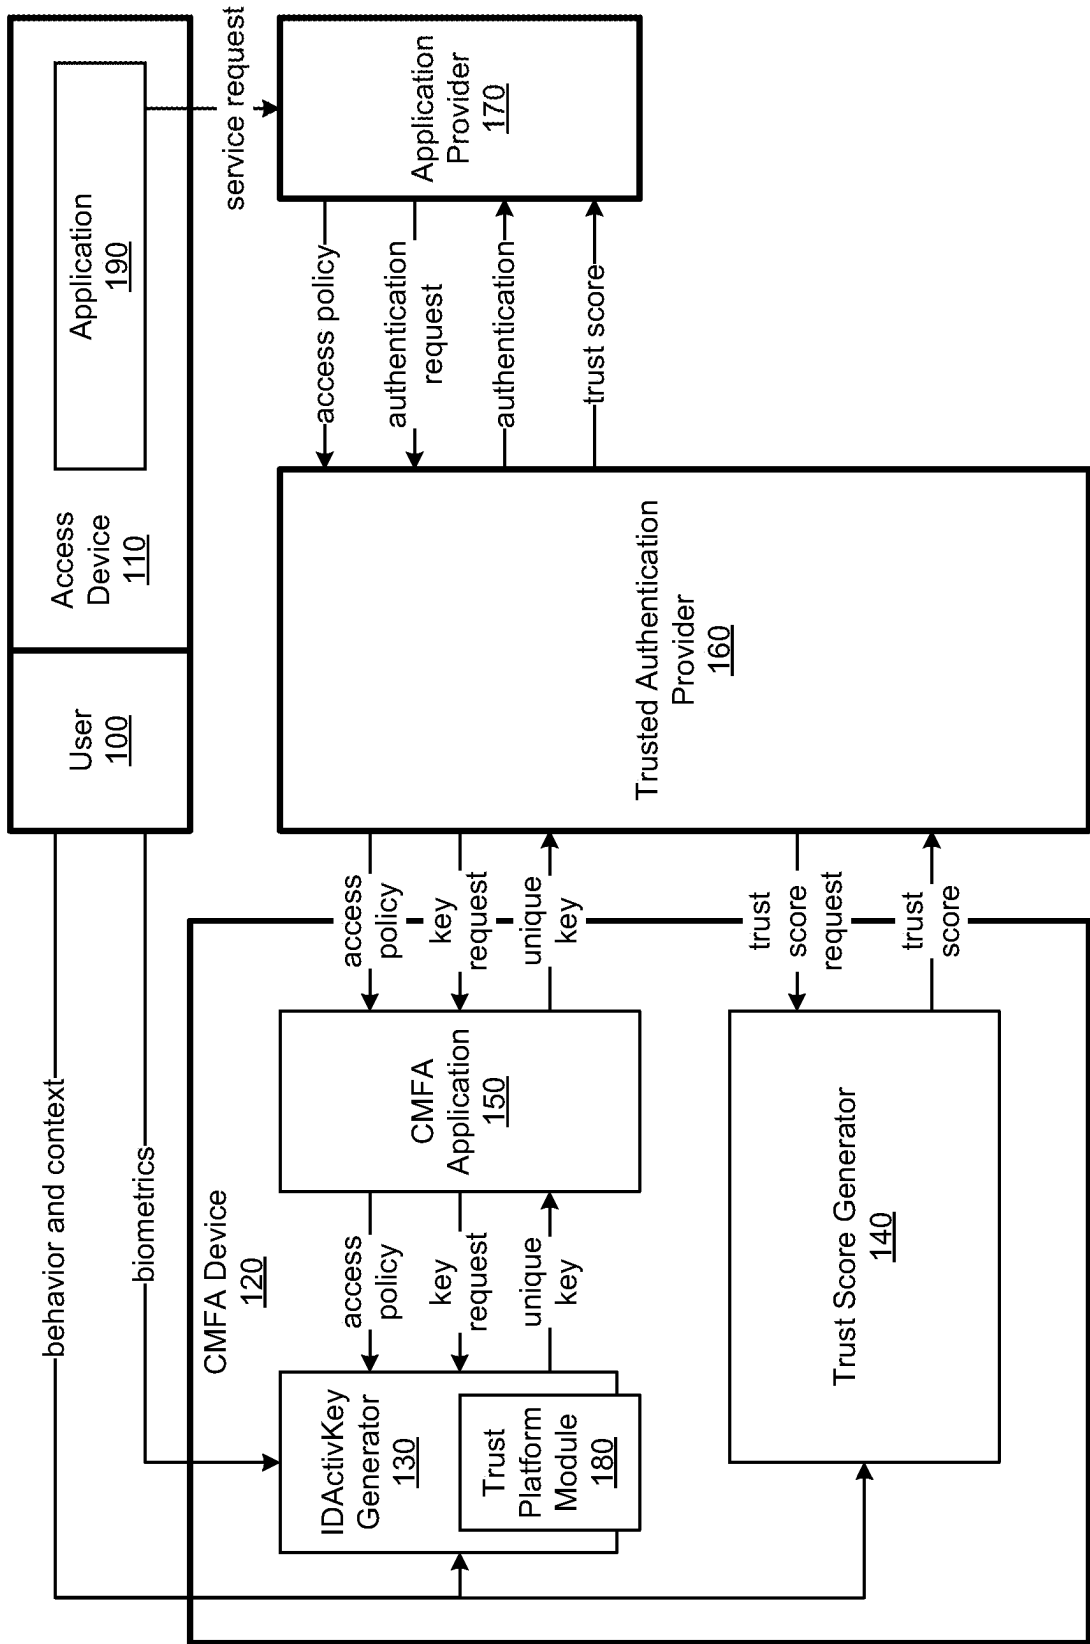 User
100
Access
Device
110
Application
190
service request
behavior and context
biometrics
CMFA Device
120
IDActivKey
Generator
130
Trust
Platform
Module
180
access
policy
key
request
unique
key
CMFA
Application
150
access
policy
key
request
unique
key
Trust Score Generator
140
trust
score
request
trust
score
Trusted Authentication
Provider
160
access policy
authentication
request
authentication
trust score
Application
Provider
170